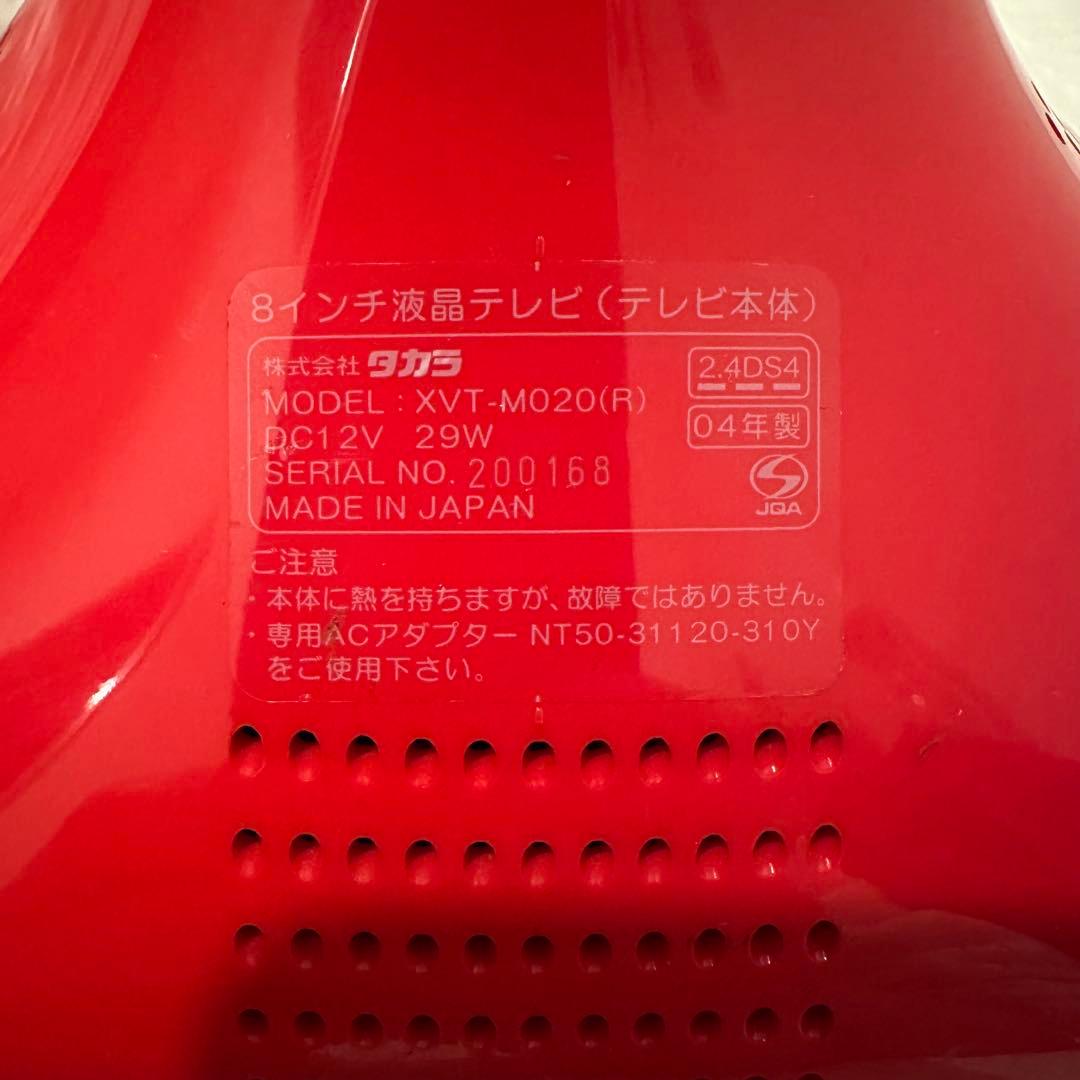 8インチ液晶テレビ（テレビ本体）
株式会社 タカラ
2.4DS4
MODEL : XVT-M020(R)
04年製
DC12V 29W
SERIAL NO. 200168
JQA
MADE IN JAPAN
ご注意
・本体に熱を持ちますが、故障ではありません。
・専用ACアダプター NT50-31120-310Y
をご使用下さい。